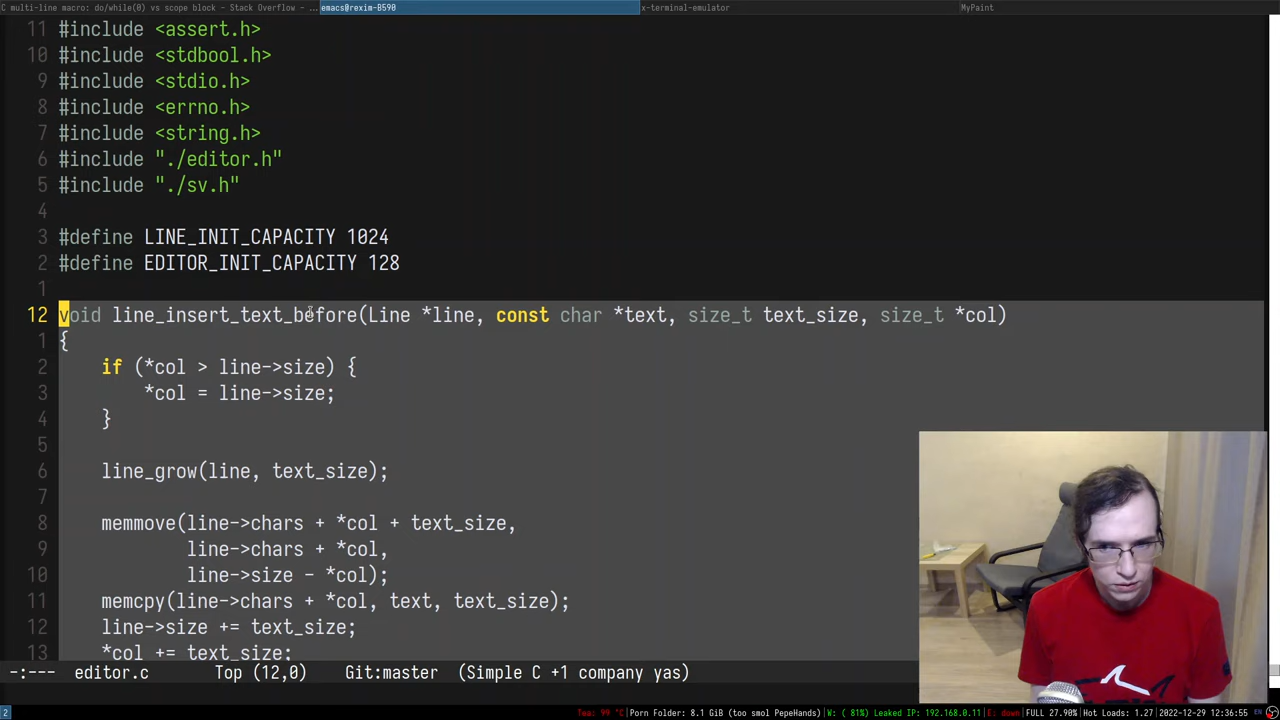 C multi-line macro: do/while(0) vs scope block - Stack Overflow - ...
emacs@rexim-B590
x-terminal-emulator
MyPaint
11 #include <assert.h>
10 #include <stdbool.h>
9 #include <stdio.h>
8 #include <errno.h>
7 #include <string.h>
6 #include "./editor.h"
5 #include "./sv.h"
4
3 #define LINE_INIT_CAPACITY 1024
2 #define EDITOR_INIT_CAPACITY 128
1
12 void line_insert_text_before(Line *line, const char *text, size_t text_size, size_t *col)
1 {
2 if (*col > line->size) {
3 *col = line->size;
4 }
5
6 line_grow(line, text_size);
7
8 memmove(line->chars + *col + text_size,
9 line->chars + *col,
10 line->size - *col);
11 memcpy(line->chars + *col, text, text_size);
12 line->size += text_size;
13 *col += text_size;
-:--- editor.c Top (12,0) Git:master (Simple C +1 company yas)
2 Tea: 99 °C|Porn Folder: 8.1 GiB (too smol PepeHands)|W: ( 81%) Leaked IP: 192.168.0.11|E: down|FULL 27.90%|Hot Loads: 1.27|2022-12-29 12:36:55 EN